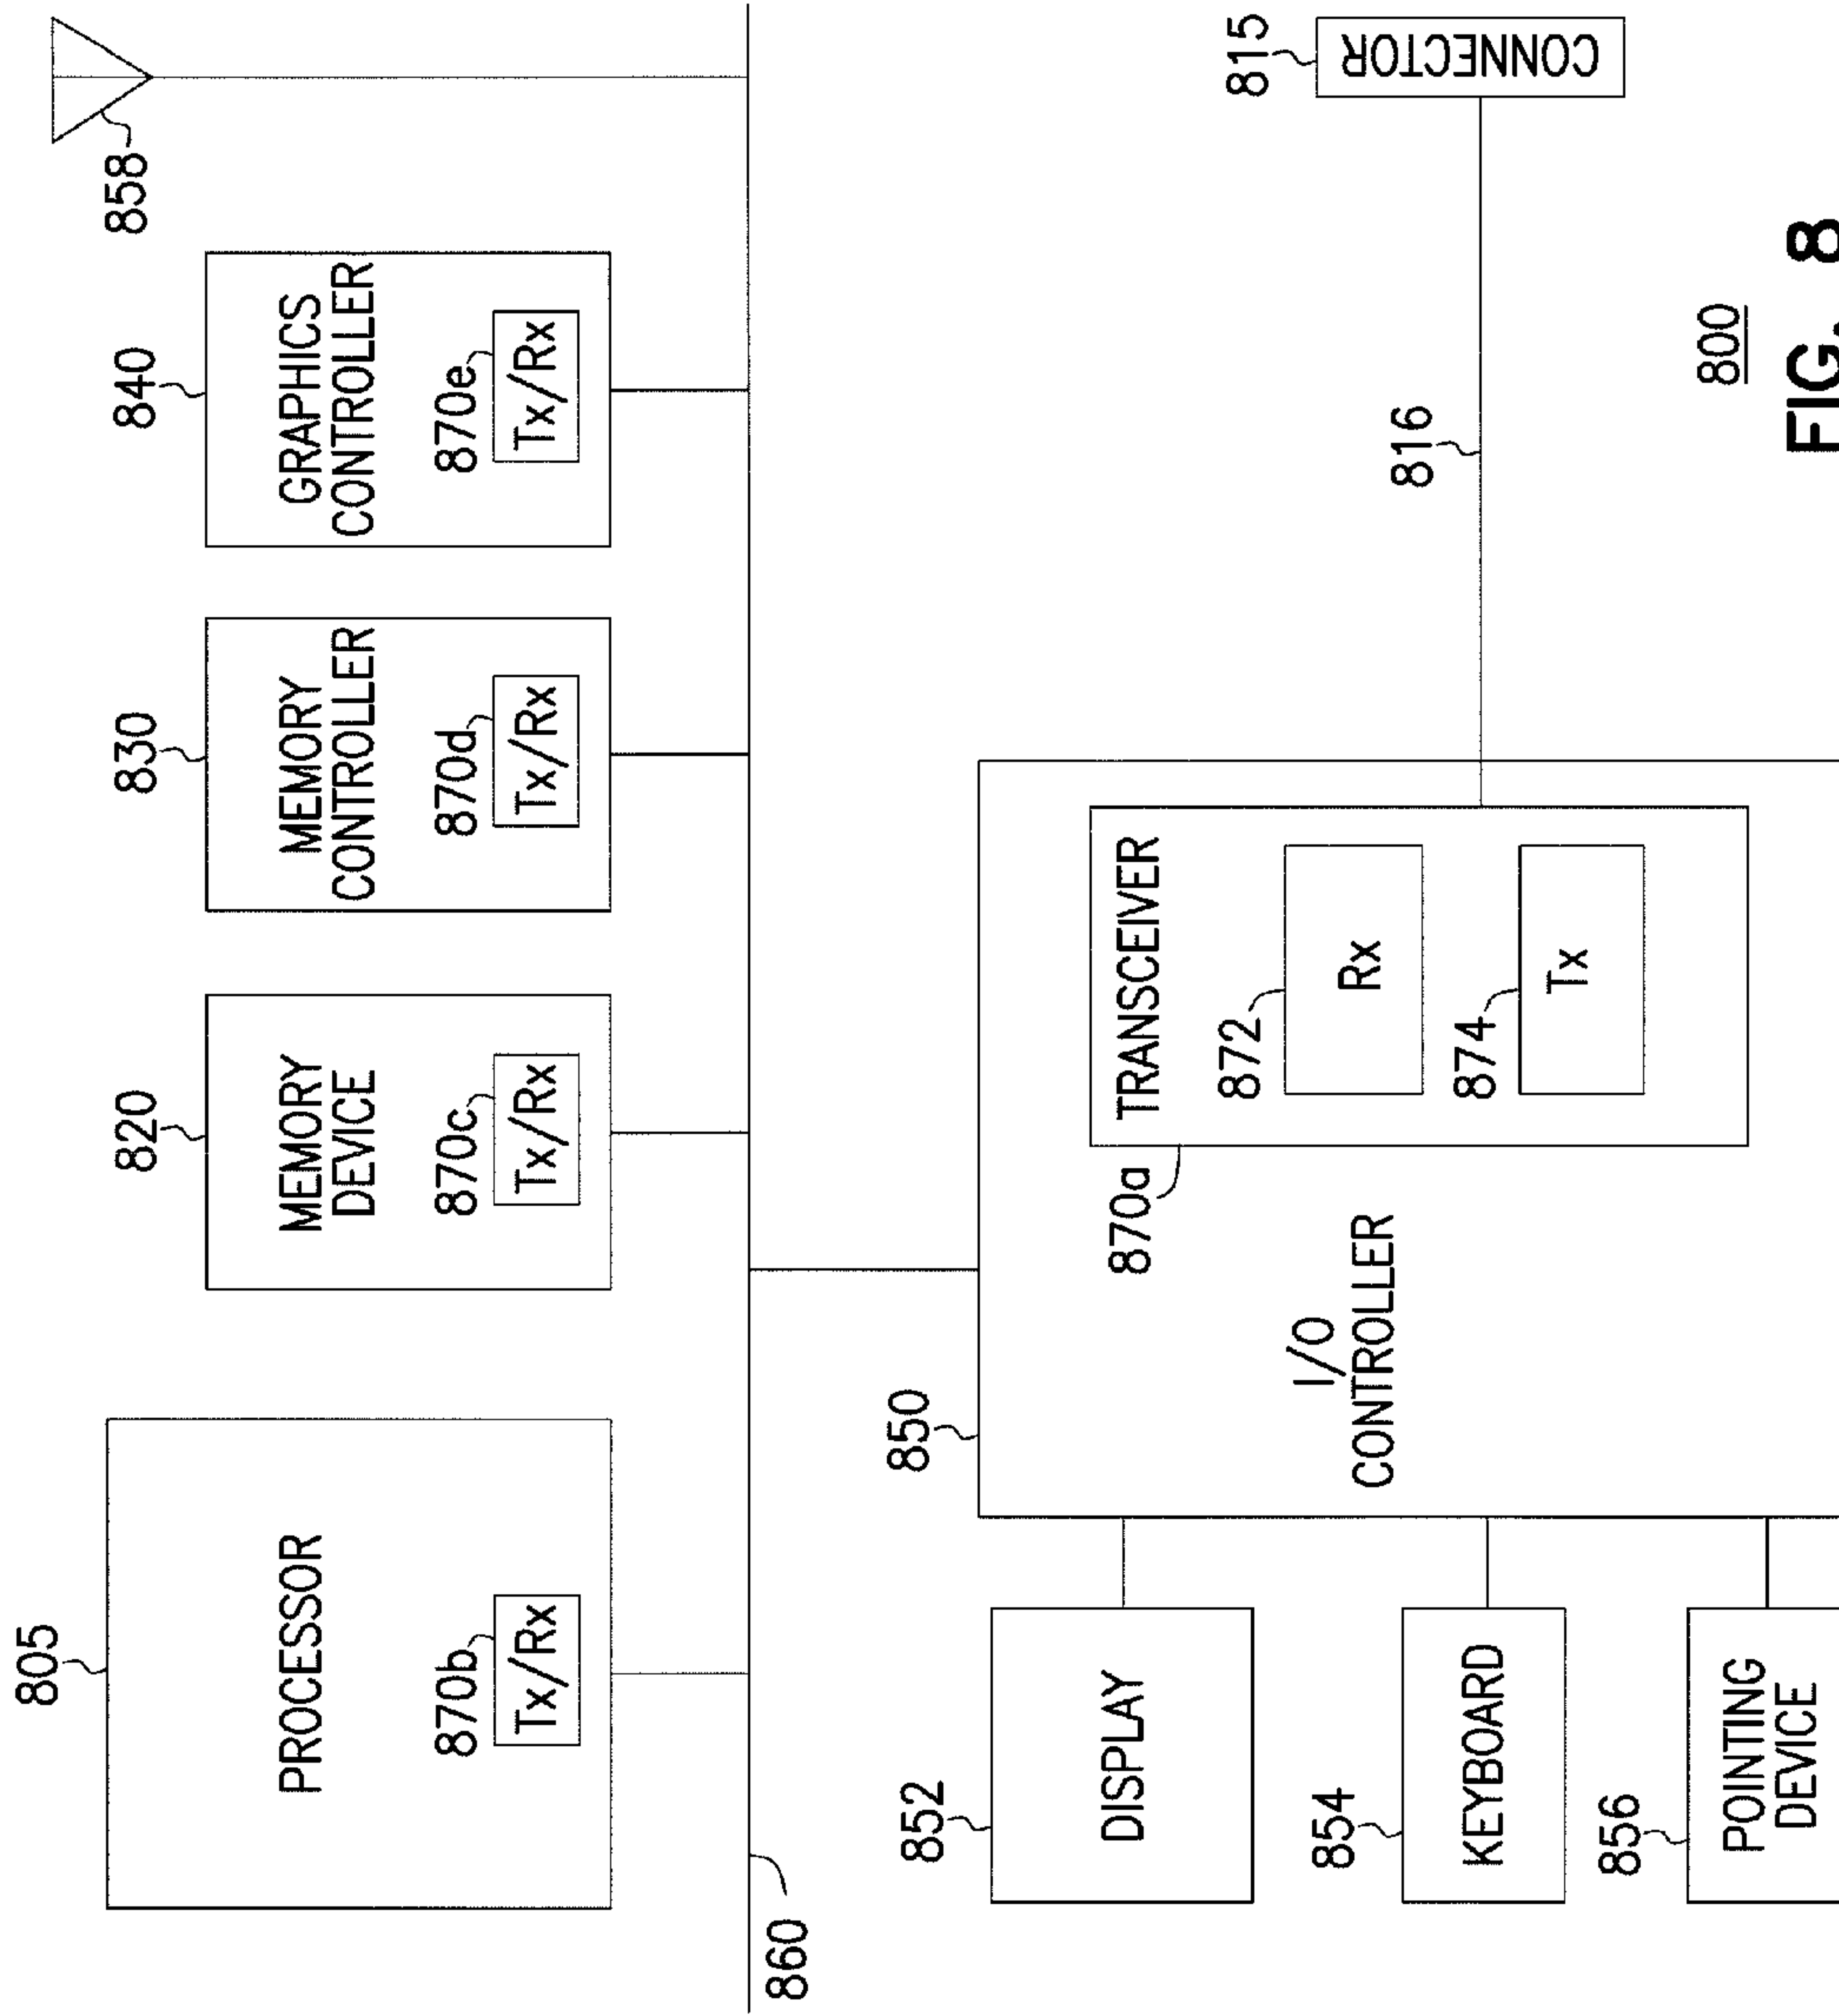 805
PROCESSOR
870b
Tx/Rx
820
MEMORY
DEVICE
870c
Tx/Rx
830
MEMORY
CONTROLLER
870d
Tx/Rx
840
GRAPHICS
CONTROLLER
870e
Tx/Rx
858
860
850
I/O
CONTROLLER
870a
TRANSCEIVER
872
Rx
874
Tx
852
DISPLAY
854
KEYBOARD
856
POINTING
DEVICE
816
815
CONNECTOR
800
FIG. 8